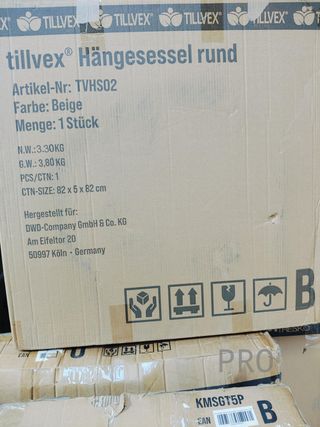 TILLVEX TILLVEX TILLVEX
tillvex® Hängesessel rund
Artikel-Nr: TVHS02
Farbe: Beige
Menge: 1 Stück
N.W.:3.30KG
G.W.: 3,80KG
PCS/CTN: 1
CTN-SIZE: 82 x 5 x 82 cm
Hergestellt für:
DWD-Company GmbH & Co. KG
Am Eifeltor 20
50997 Köln - Germany
B
PRO
KMSGT5P
EAN
B